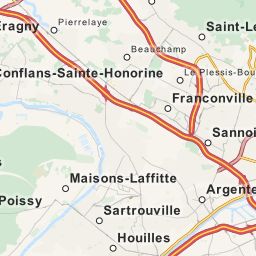 Eragny
Pierrelaye
Saint-Le
Beauchamp
Conflans-Sainte-Honorine
Le Plessis-Bou
Franconville
Sannoi
Maisons-Laffitte
Poissy
Argente
Sartrouville
Houilles